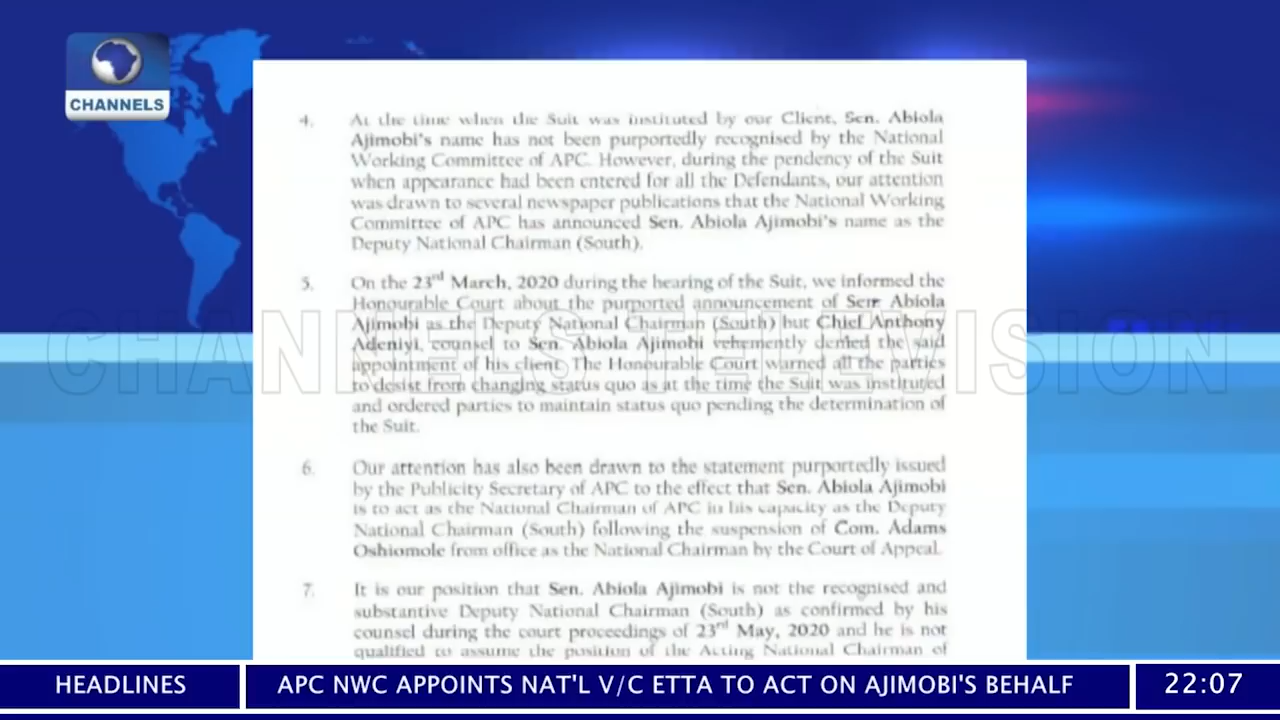 CHANNELS
4. At the time when the Suit was instituted by our Client, Sen. Abiola
Ajimobi's name has not been purportedly recognised by the National
Working Committee of APC. However, during the pendency of the Suit
when appearance had been entered for all the Defendants, our attention
was drawn to several newspaper publications that the National Working
Committee of APC has announced Sen. Abiola Ajimobi's name as the
Deputy National Chairman (South).
5. On the 23rd March, 2020 during the hearing of the Suit, we informed the
Honourable Court about the purported announcement of Sen Abiola
Ajimobi as the Deputy National Chairman (South) but Chief Anthony
Adeniyi, counsel to Sen. Abiola Ajimobi vehemently denied the said
appointment of his client. The Honourable Court warned all the parties
to desist from changing status quo as at the time the Suit was instituted
and ordered parties to maintain status quo pending the determination of
the Suit.
CHANNELS TELEVISION
6. Our attention has also been drawn to the statement purportedly issued
by the Publicity Secretary of APC to the effect that Sen. Abiola Ajimobi
is to act as the National Chairman of APC in his capacity as the Deputy
National Chairman (South) following the suspension of Com. Adams
Oshiomole from office as the National Chairman by the Court of Appeal.
7. It is our position that Sen. Abiola Ajimobi is not the recognised and
substantive Deputy National Chairman (South) as confirmed by his
counsel during the court proceedings of 23rd May, 2020 and he is not
qualified to assume the position of the Acting National Chairman of
HEADLINES
APC NWC APPOINTS NAT'L V/C ETTA TO ACT ON AJIMOBI'S BEHALF
22:07